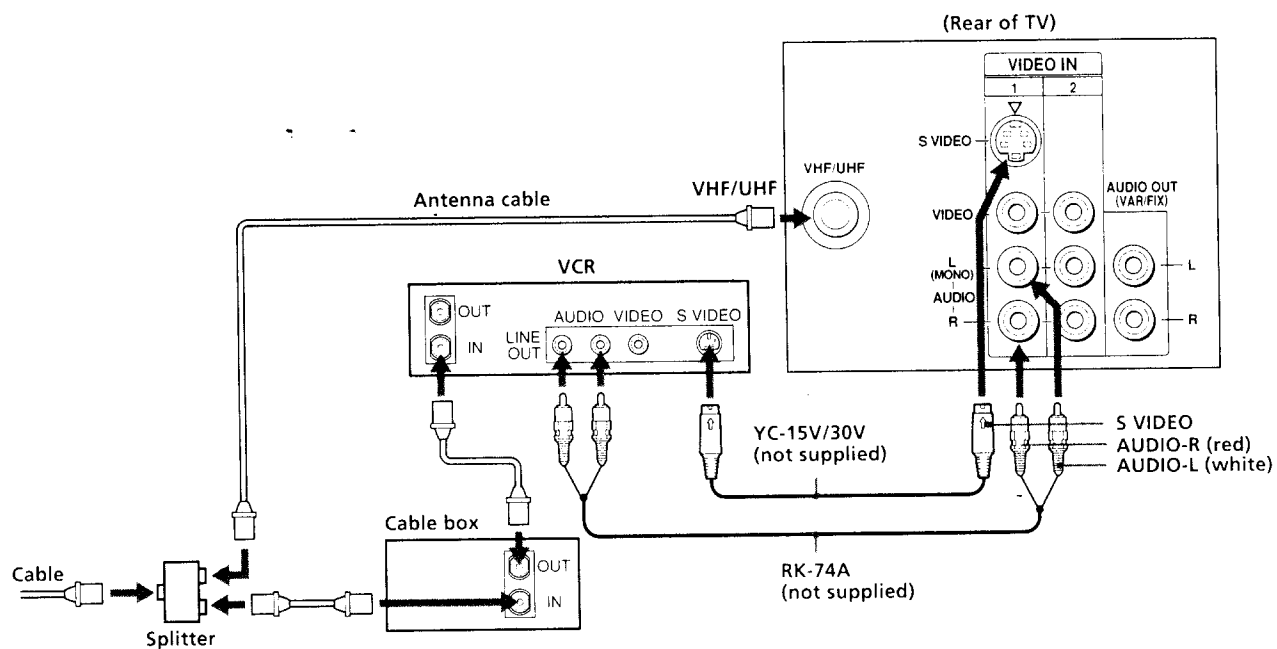 (Rear of TV)
VIDEO IN
1 2
S VIDEO
VHF/UHF
AUDIO OUT
(VAR/FIX)
VIDEO
L
(MONO)
AUDIO
R
L
R
Antenna cable
VHF/UHF
VCR
OUT
IN
AUDIO VIDEO S VIDEO
LINE
OUT
YC-15V/30V
(not supplied)
S VIDEO
AUDIO-R (red)
AUDIO-L (white)
Cable box
OUT
IN
RK-74A
(not supplied)
Cable
Splitter